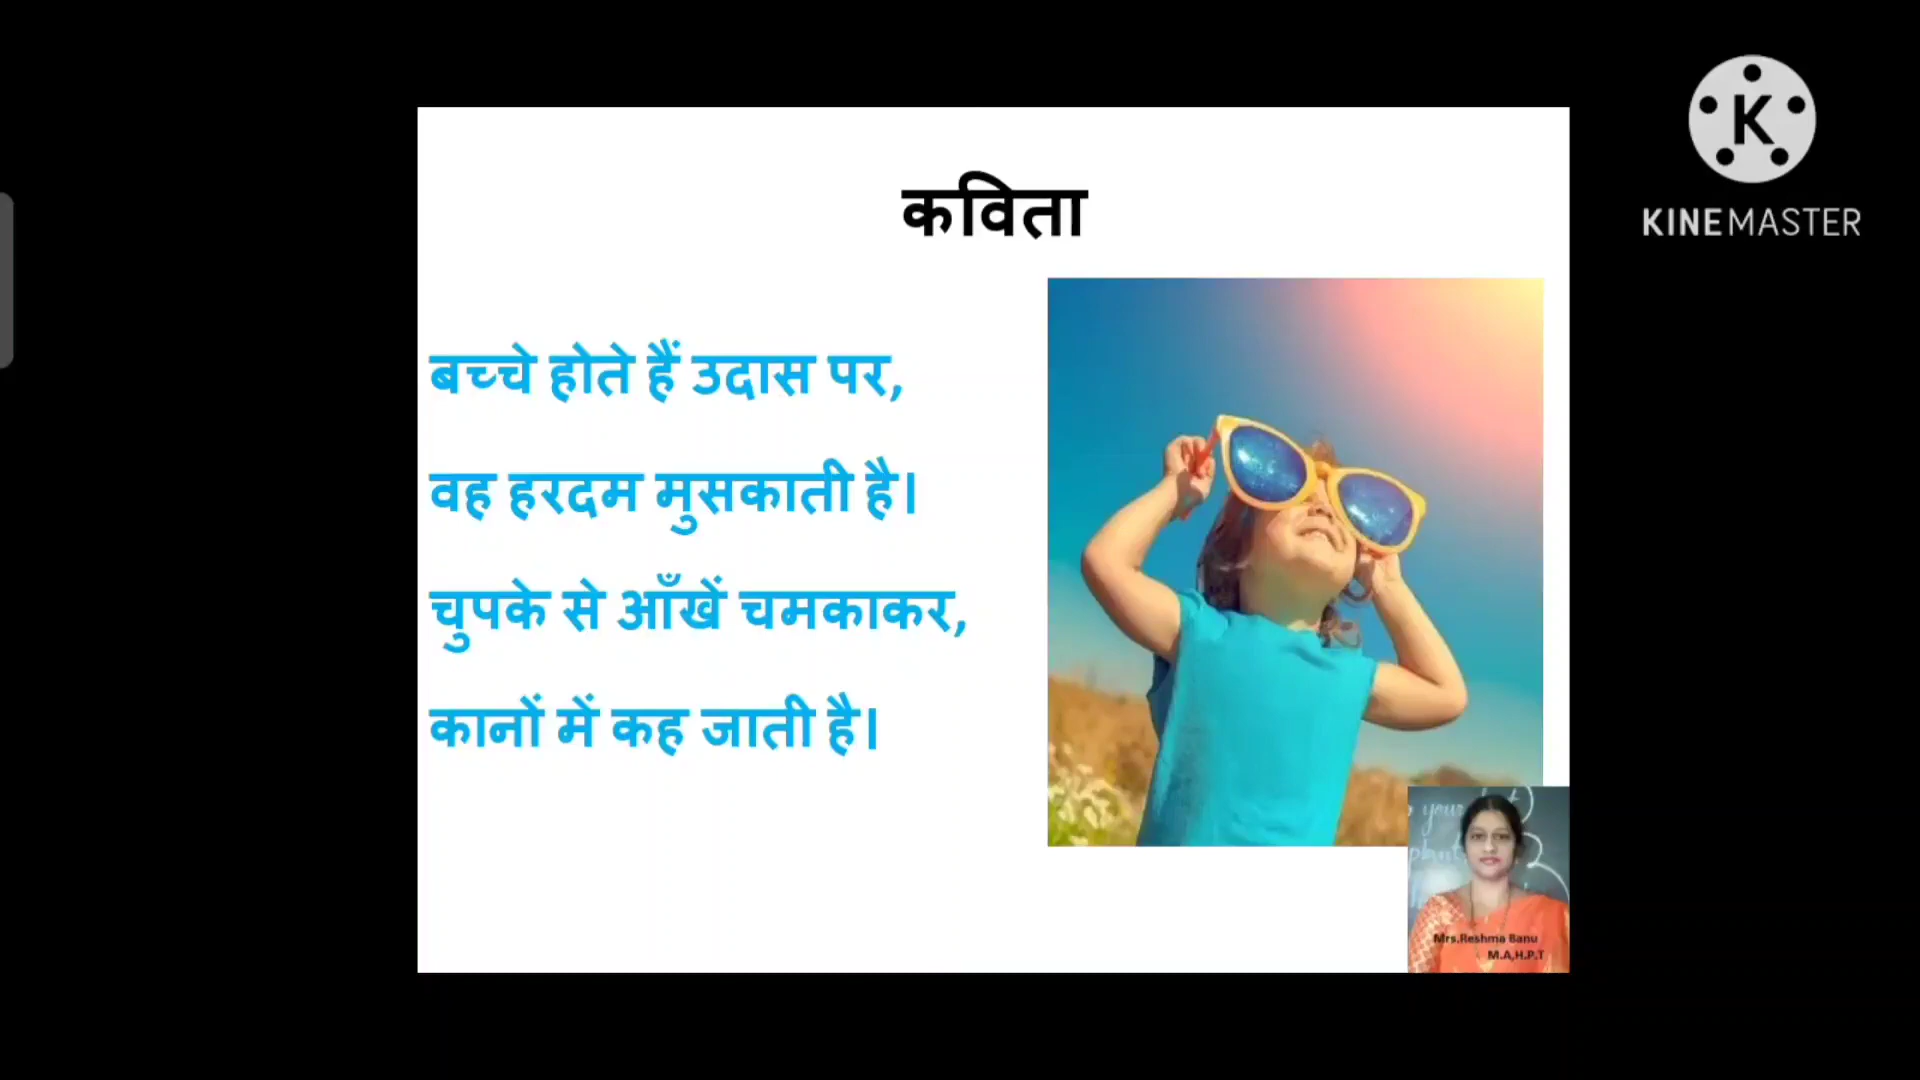 K
KINEMASTER
कविता
बच्चे होते हैं उदास पर,
वह हरदम मुसकाती है।
चुपके से आँखें चमकाकर,
कानों में कह जाती है।
Mrs.Reshma Banu
M.A,H.P.T